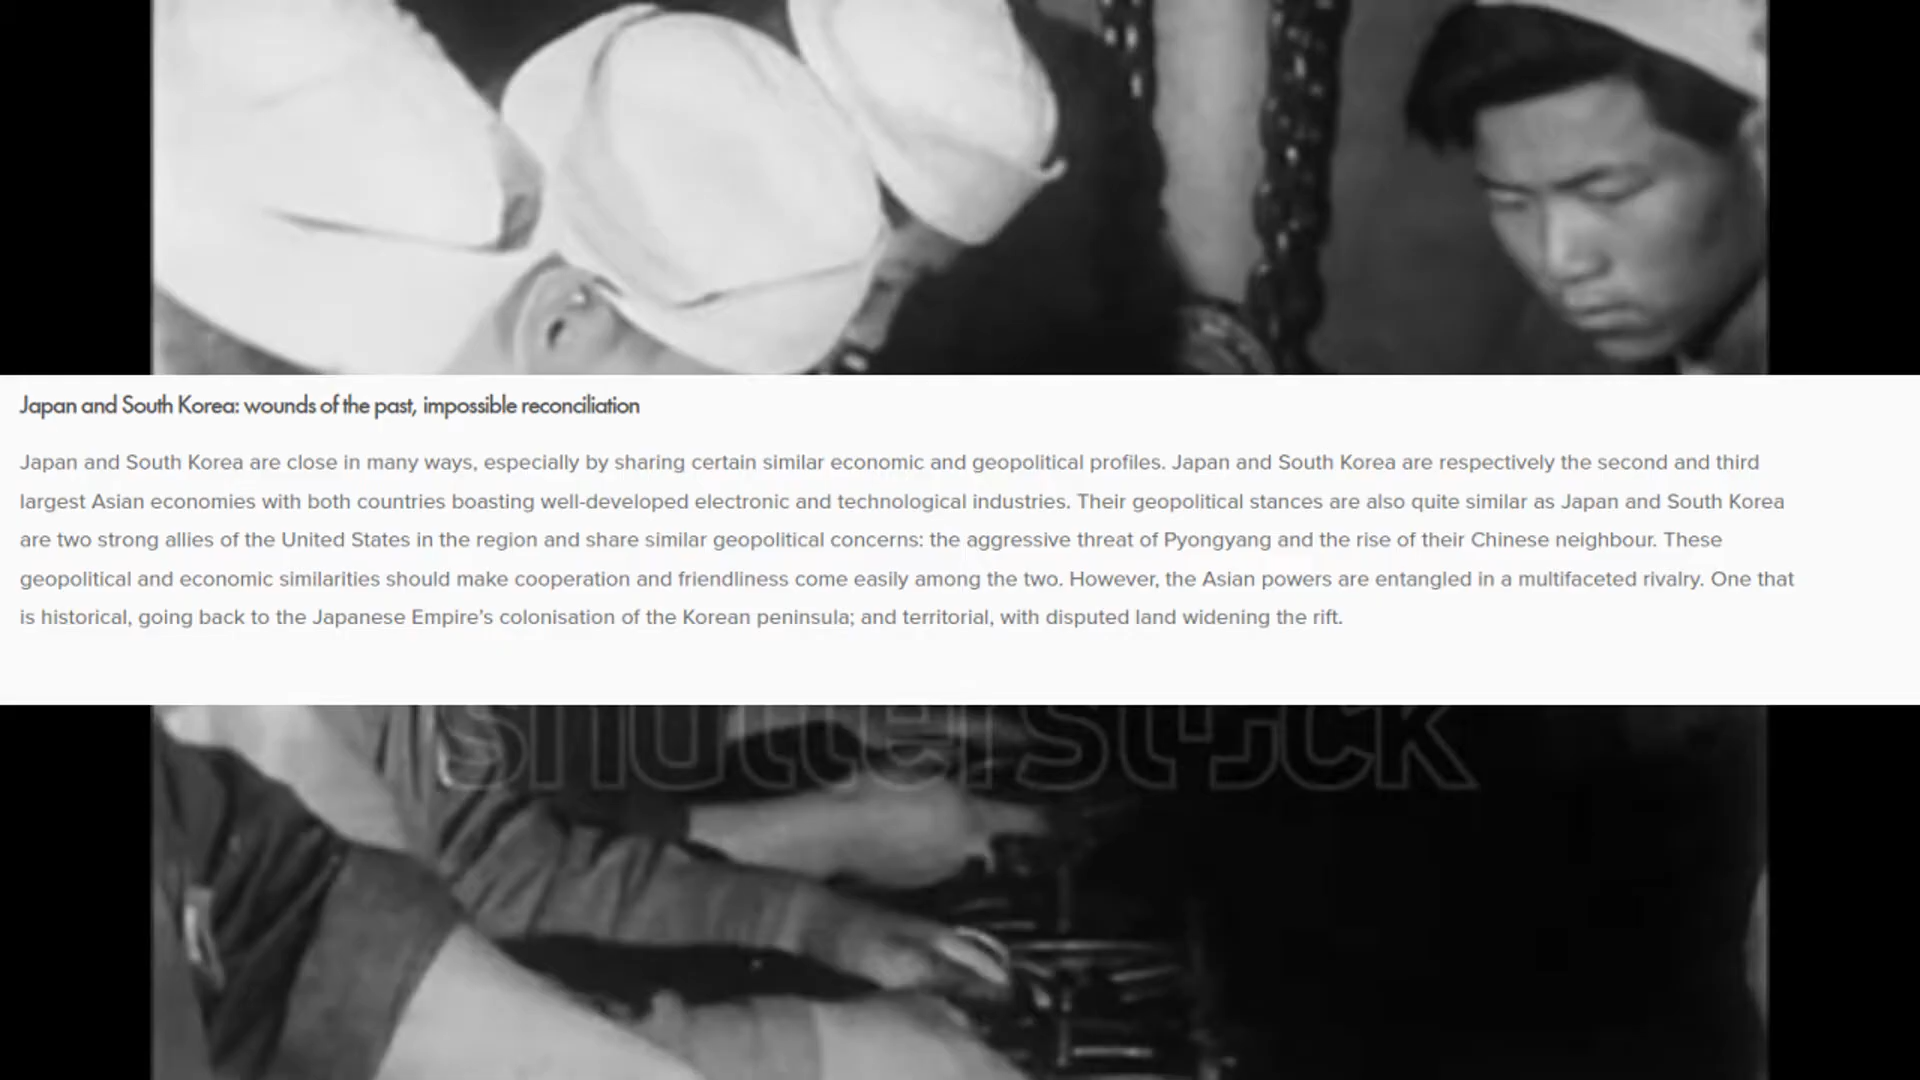 Japan and South Korea: wounds of the past, impossible reconciliation
Japan and South Korea are close in many ways, especially by sharing certain similar economic and geopolitical profiles. Japan and South Korea are respectively the second and third
largest Asian economies with both countries boasting well-developed electronic and technological industries. Their geopolitical stances are also quite similar as Japan and South Korea
are two strong allies of the United States in the region and share similar geopolitical concerns: the aggressive threat of Pyongyang and the rise of their Chinese neighbour. These
geopolitical and economic similarities should make cooperation and friendliness come easily among the two. However, the Asian powers are entangled in a multifaceted rivalry. One that
is historical, going back to the Japanese Empire’s colonisation of the Korean peninsula; and territorial, with disputed land widening the rift.
shutterstock